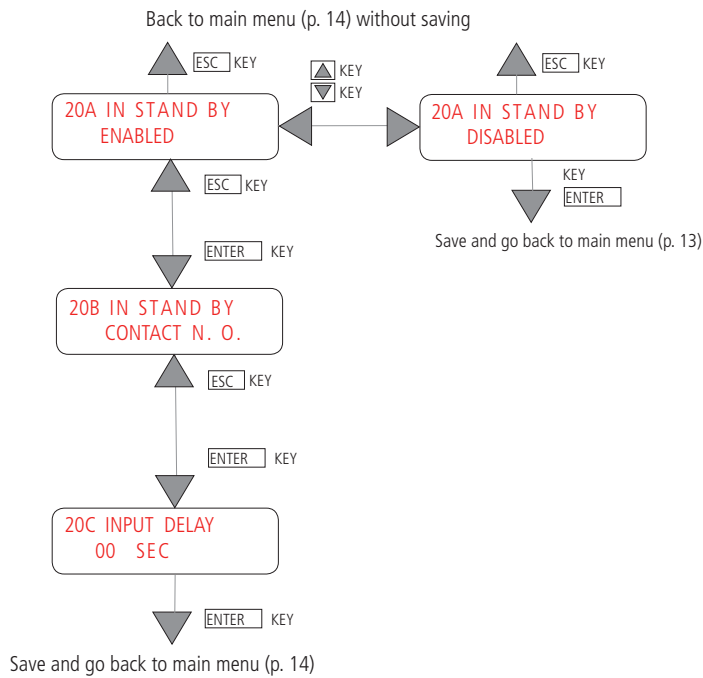 Back to main menu (p. 14) without saving
ESC KEY
KEY
KEY
ESC KEY
20A IN STAND BY
ENABLED
20A IN STAND BY
DISABLED
ESC KEY
KEY
ENTER
Save and go back to main menu (p. 13)
ENTER KEY
20B IN STAND BY
CONTACT N. O.
ESC KEY
ENTER KEY
20C INPUT DELAY
00 SEC
ENTER KEY
Save and go back to main menu (p. 14)